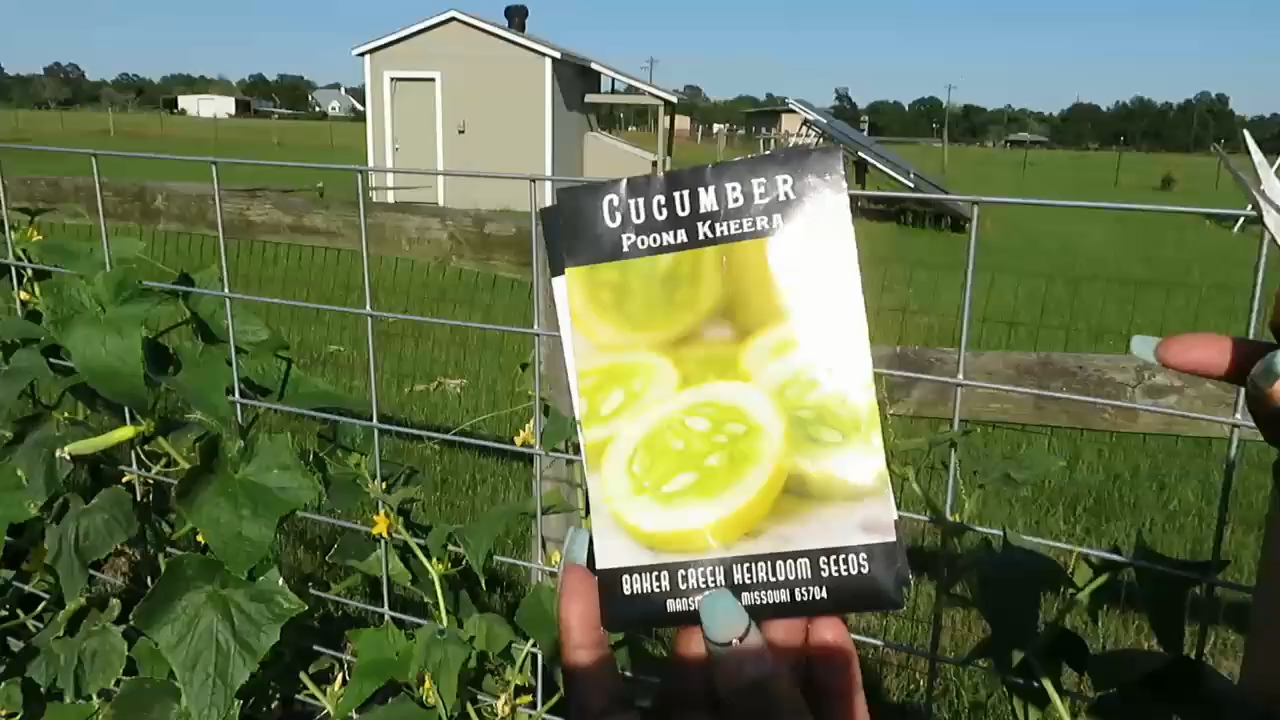 CUCUMBER
POONA KHEERA
BAKER CREEK HEIRLOOM SEEDS
MISSOURI 65704